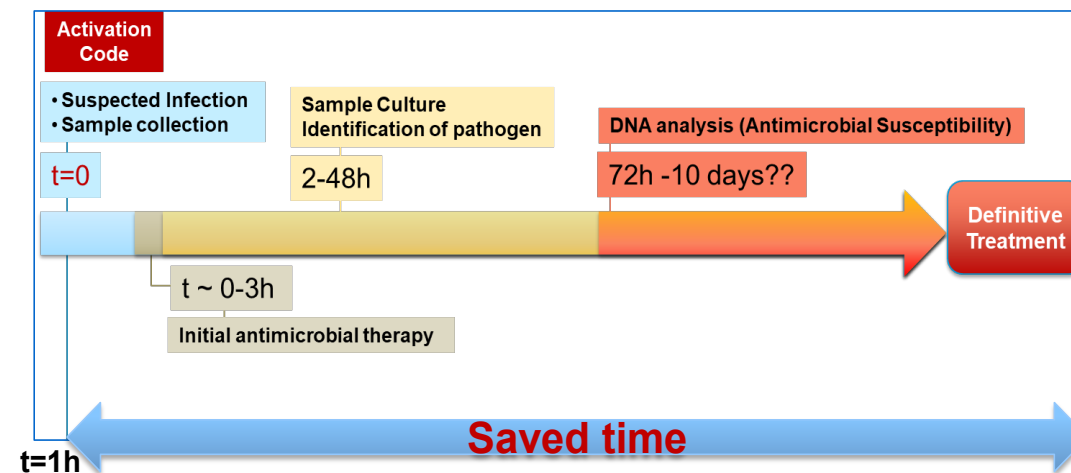 Activation
Code
• Suspected Infection
• Sample collection
t=0
Sample Culture
Identification of pathogen
2-48h
DNA analysis (Antimicrobial Susceptibility)
72h -10 days??
Definitive
Treatment
t ~ 0-3h
Initial antimicrobial therapy
Saved time
t=1h